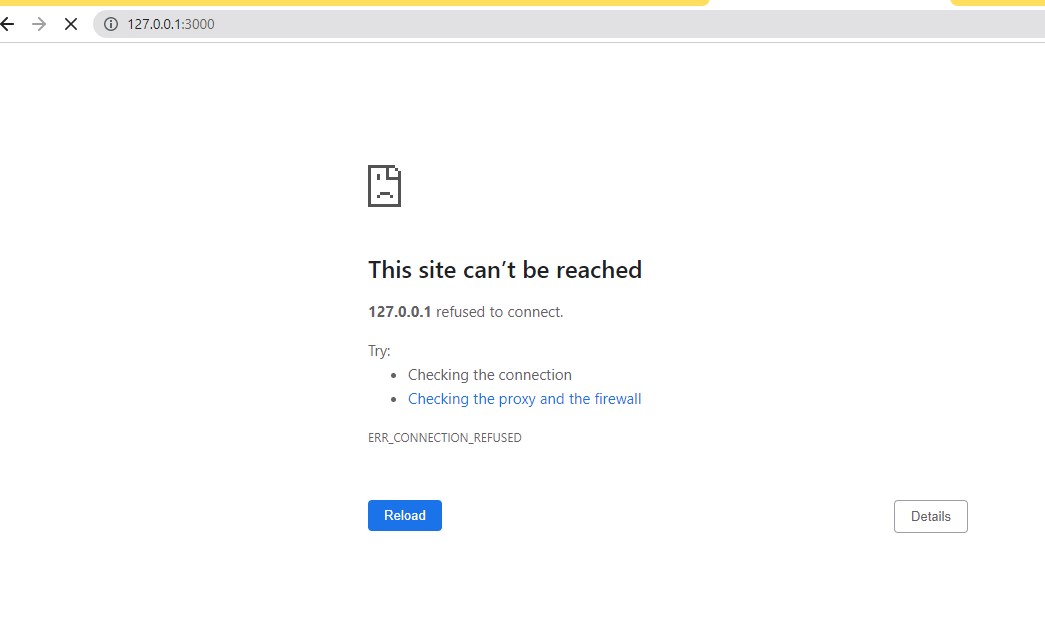 127.0.0.1:3000
This site can’t be reached
127.0.0.1 refused to connect.
Try:
Checking the connection
Checking the proxy and the firewall
ERR_CONNECTION_REFUSED
Reload
Details